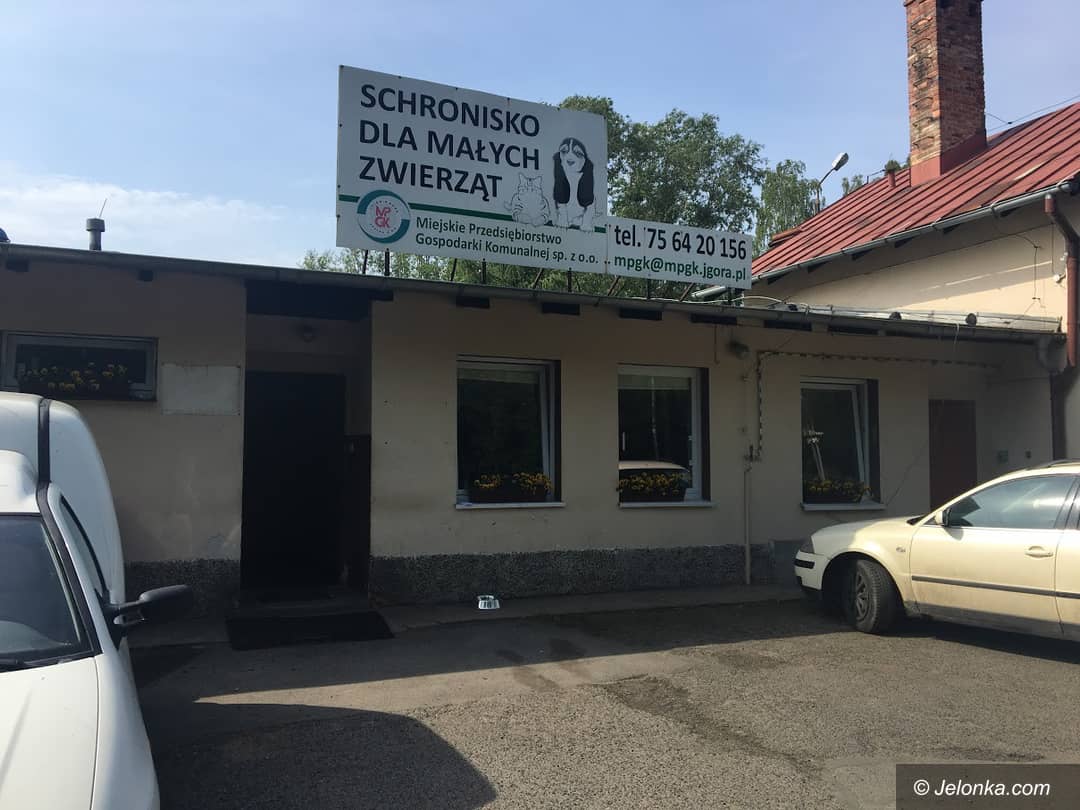 SCHRONISKO
DLA MAŁYCH
ZWIERZĄT
MPGK
Miejskie Przedsiębiorstwo
Gospodarki Komunalnej sp. z o.o.
tel. 75 64 20 156
mpgk@mpgk.jgora.pl
© Jelonka.com